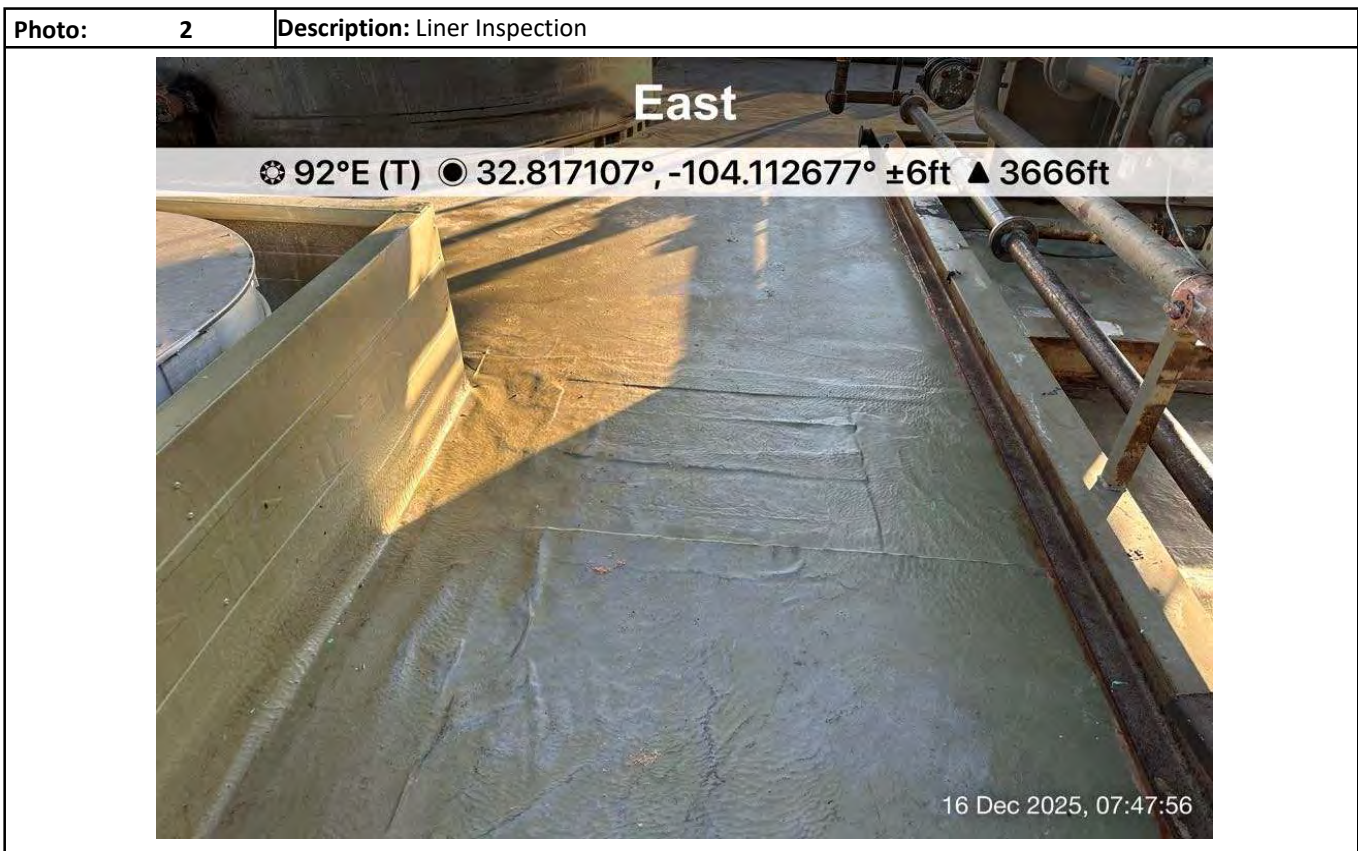 Photo: 2 Description: Liner Inspection
East
92°E (T) 32.817107°, -104.112677° ±6ft ▲ 3666ft
16 Dec 2025, 07:47:56